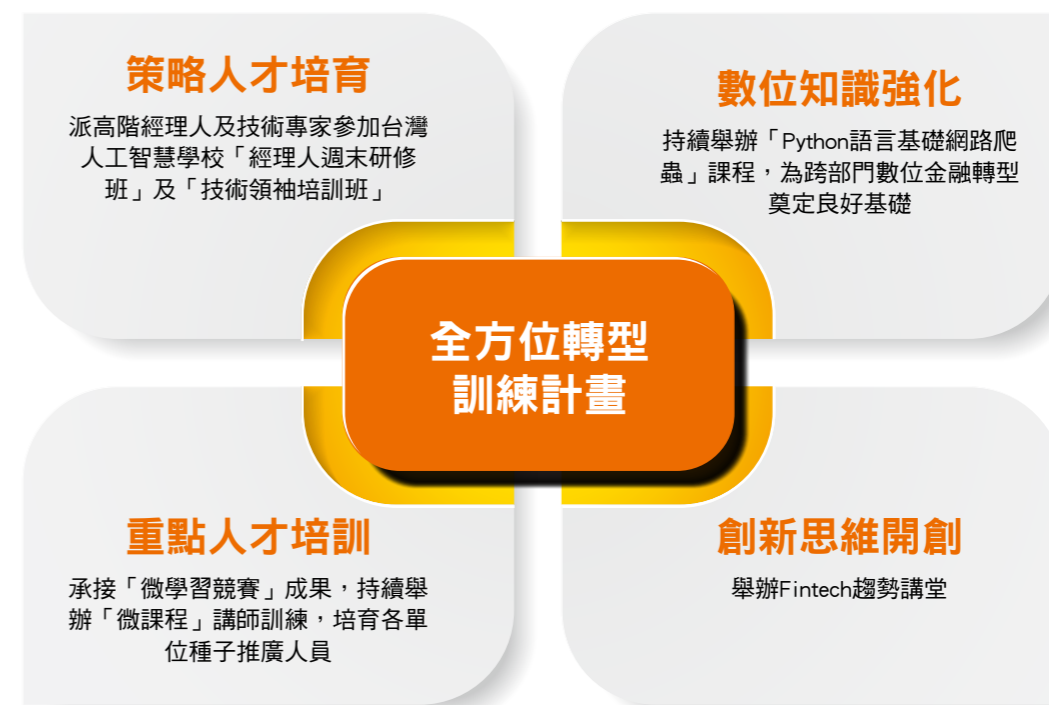 策略人才培育
派高階經理人及技術專家參加台灣
人工智慧學校「經理人週末研修
班」及「技術領袖培訓班」
數位知識強化
持續舉辦「Python語言基礎網路爬
蟲」課程，為跨部門數位金融轉型
奠定良好基礎
全方位轉型
訓練計畫
重點人才培訓
承接「微學習競賽」成果，持續舉
辦「微課程」講師訓練，培育各單
位種子推廣人員
創新思維開創
舉辦Fintech趨勢講堂